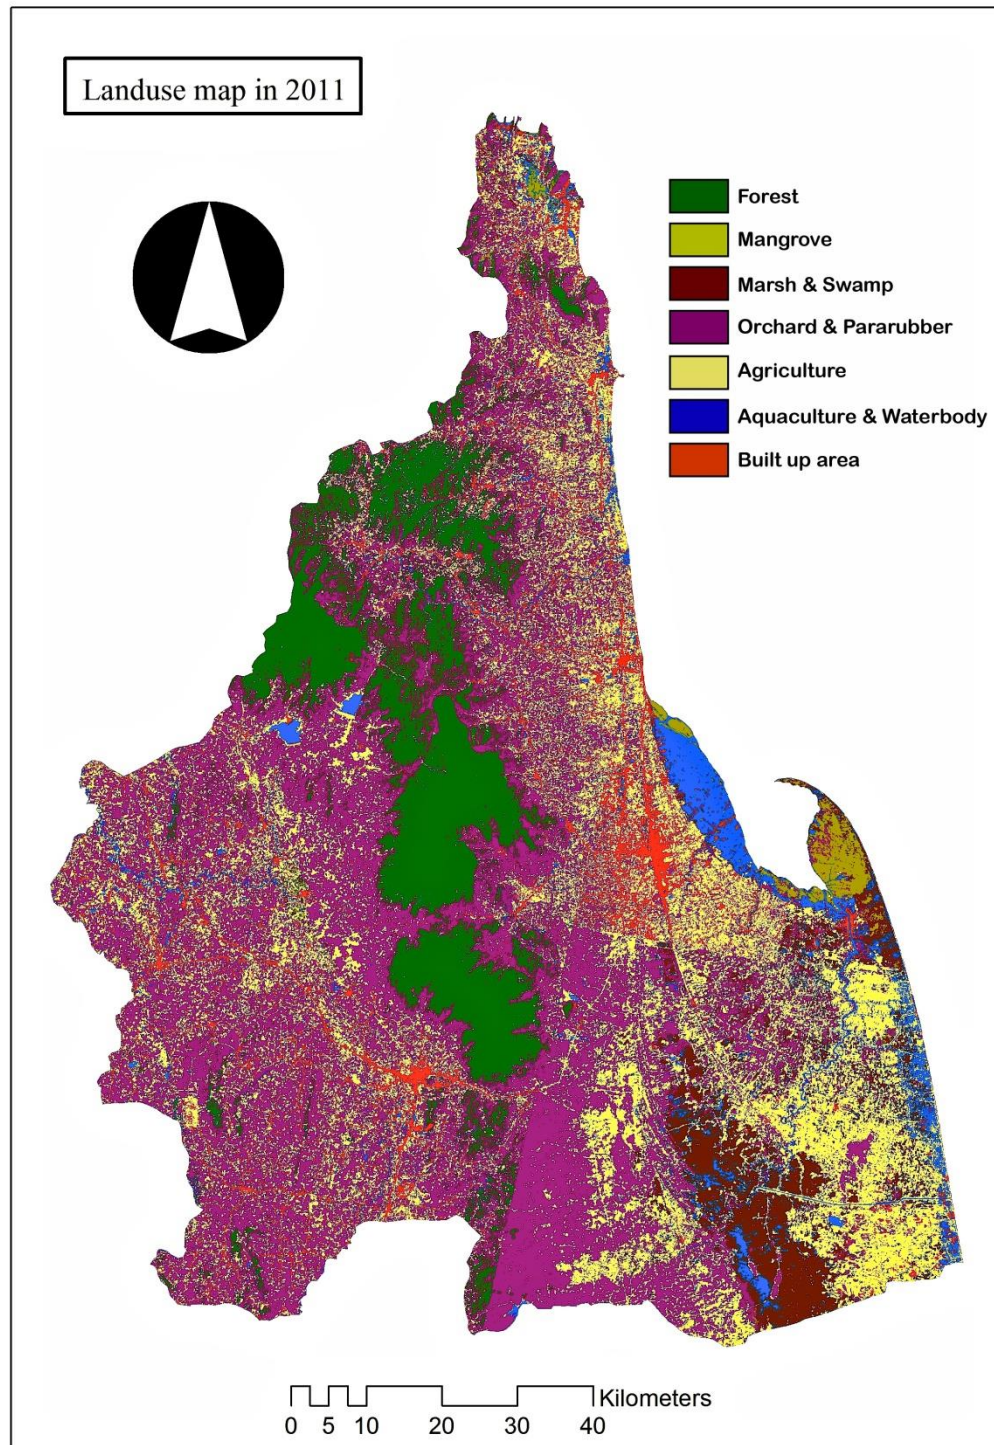 Landuse map in 2011
Forest
Mangrove
Marsh & Swamp
Orchard & Pararubber
Agriculture
Aquaculture & Waterbody
Built up area
Kilometers
0 5 10 20 30 40